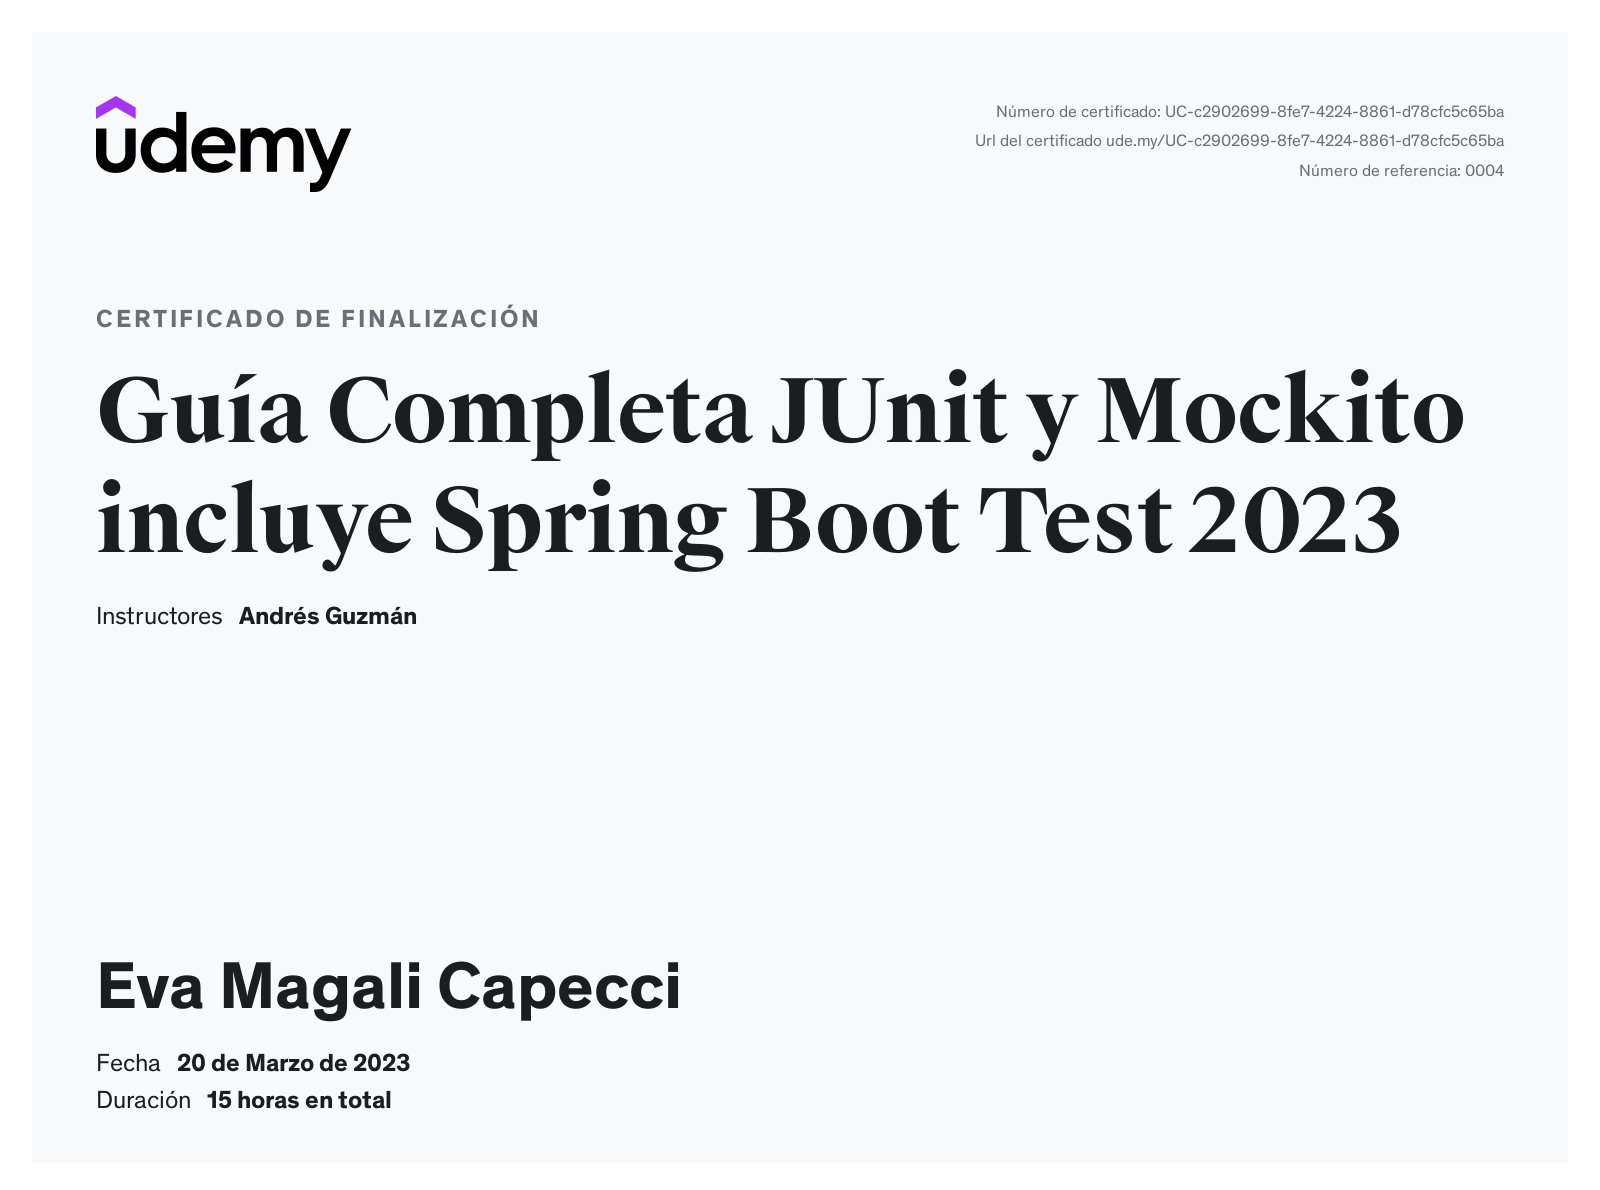 udemy
Número de certificado: UC-c2902699-8fe7-4224-8861-d78cfc5c65ba
Url del certificado ude.my/UC-c2902699-8fe7-4224-8861-d78cfc5c65ba
Número de referencia: 0004
CERTIFICADO DE FINALIZACIÓN
Guía Completa JUnit y Mockito
incluye Spring Boot Test 2023
Instructores Andrés Guzmán
Eva Magali Capecci
Fecha 20 de Marzo de 2023
Duración 15 horas en total